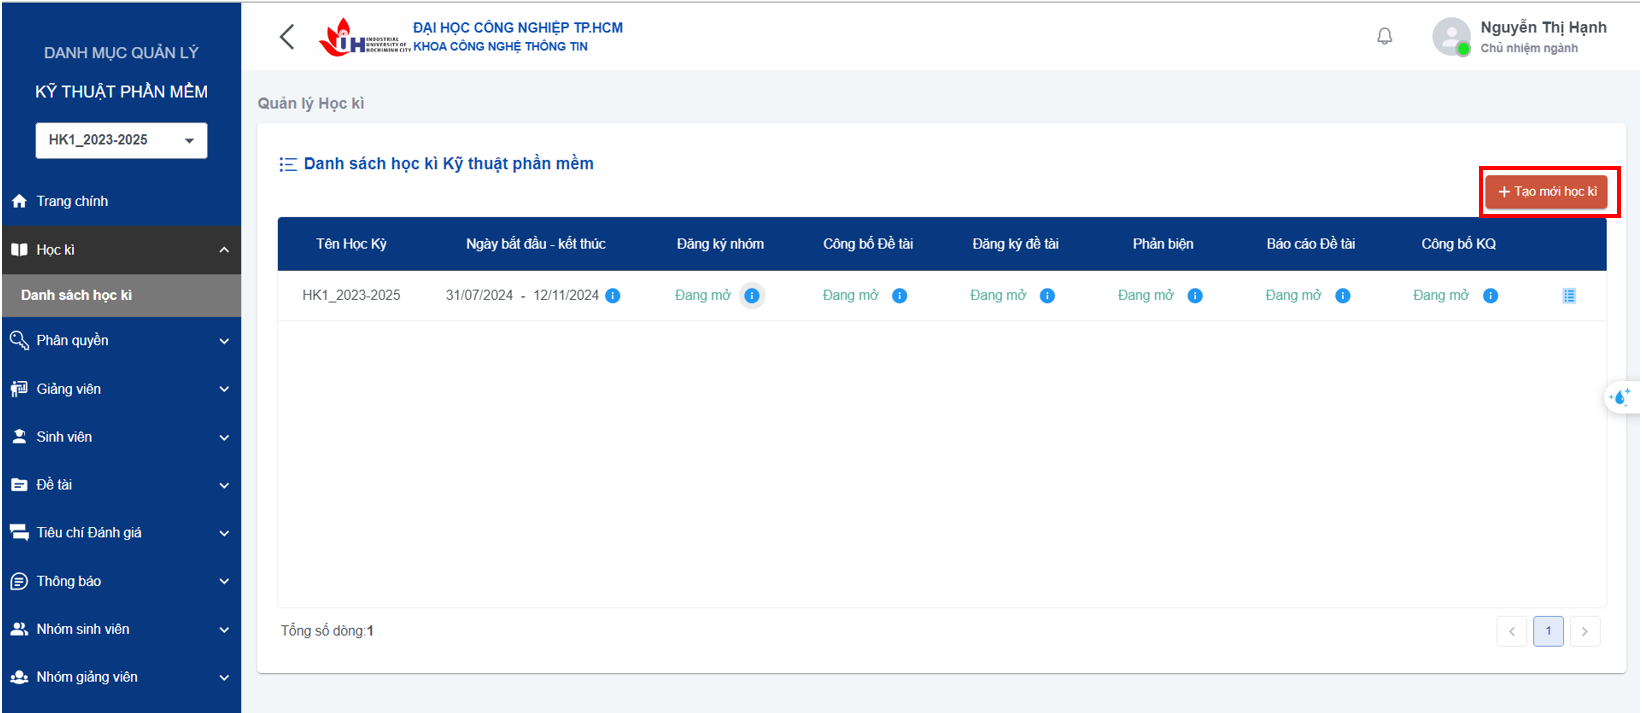 DANH MỤC QUẢN LÝ
KỸ THUẬT PHẦN MỀM
HK1_2023-2025
Trang chính
Học kì
Danh sách học kì
Phân quyền
Giảng viên
Sinh viên
Đề tài
Tiêu chí Đánh giá
Thông báo
Nhóm sinh viên
Nhóm giảng viên
IUH INDUSTRIAL
UNIVERSITY OF
HOCHIMINH CITY
ĐẠI HỌC CÔNG NGHIỆP TP.HCM
KHOA CÔNG NGHỆ THÔNG TIN
Nguyễn Thị Hạnh
Chủ nhiệm ngành
Quản lý Học kì
Danh sách học kì Kỹ thuật phần mềm
+ Tạo mới học kì
Tên Học Kỳ Ngày bắt đầu - kết thúc Đăng ký nhóm Công bố Đề tài Đăng ký đề tài Phản biện Báo cáo Đề tài Công bố KQ
HK1_2023-2025 31/07/2024 - 12/11/2024 Đang mở Đang mở Đang mở Đang mở Đang mở Đang mở
Tổng số dòng:1
1